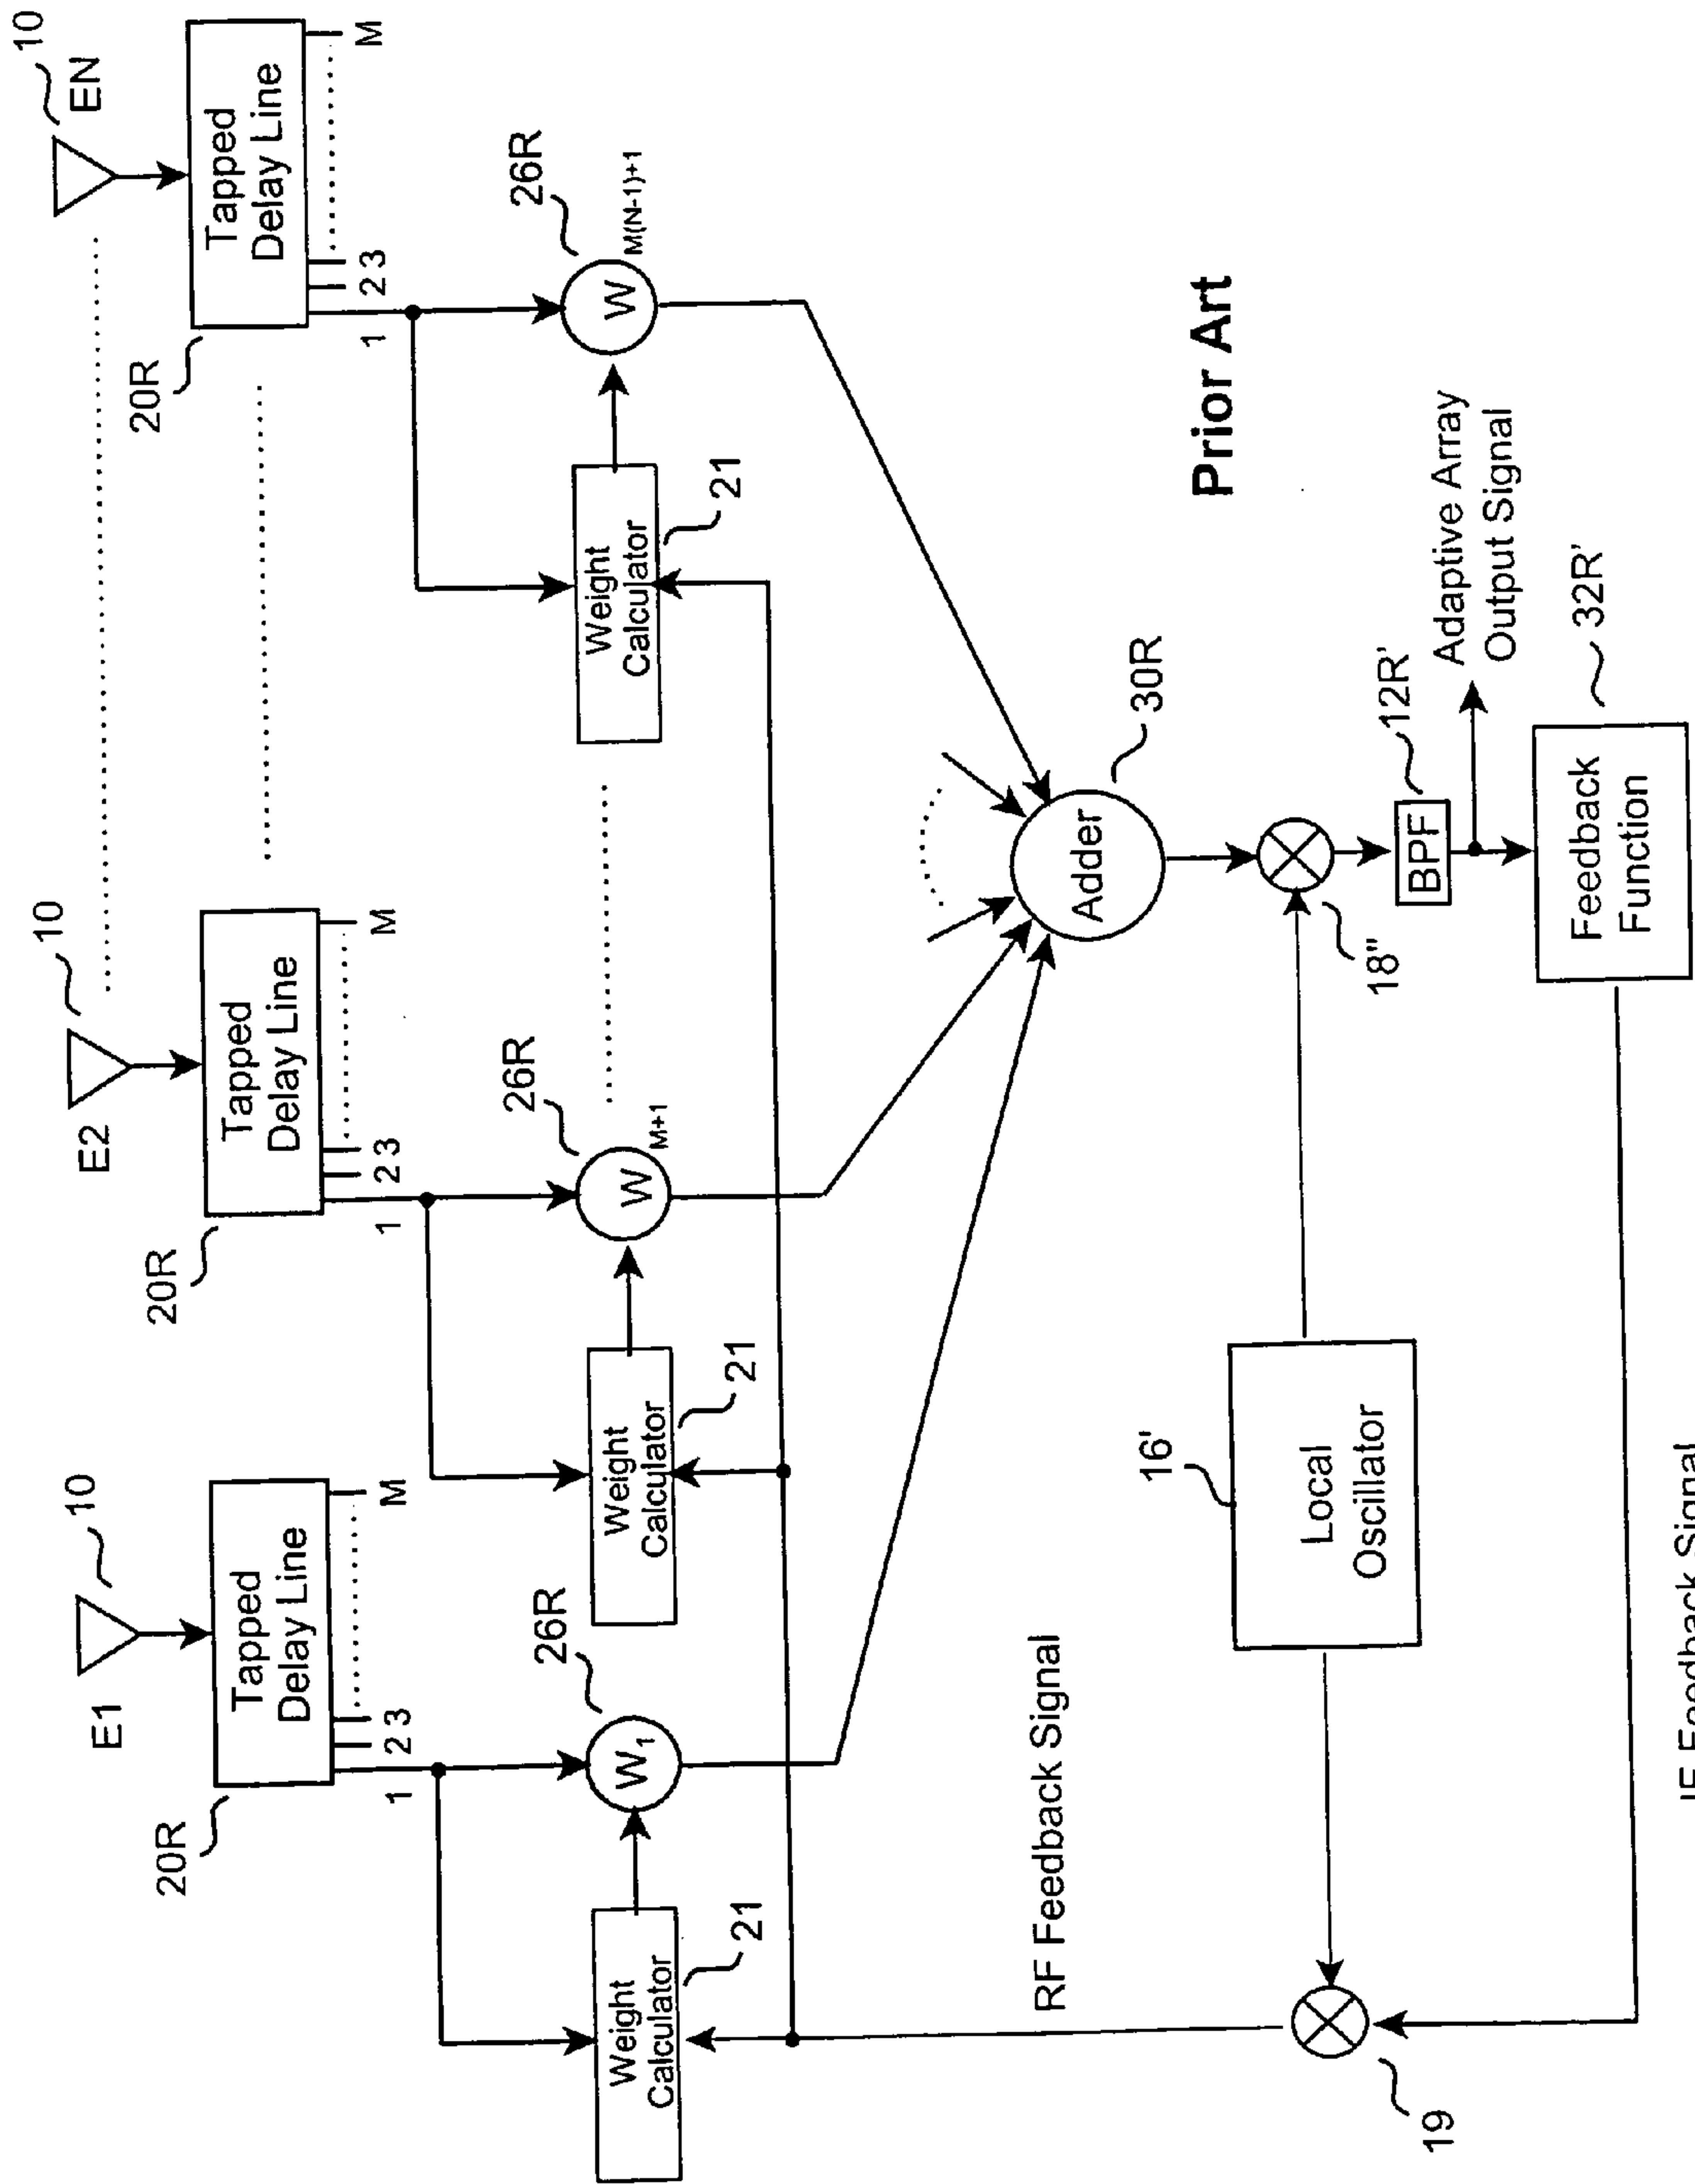 E1
10
E2
10
EN
10
20R
Tapped
Delay Line
1
2
3
M
20R
Tapped
Delay Line
1
2
3
M
20R
Tapped
Delay Line
1
2
3
M
26R
W1
26R
W
M+1
26R
W
M(N-1)+1
Weight
Calculator
21
Weight
Calculator
21
Weight
Calculator
21
Adder
30R
Prior Art
RF Feedback Signal
16'
Local
Oscillator
18"
BPF
12R'
Adaptive Array
Output Signal
19
Feedback
Function
32R'
IF Feedback Signal